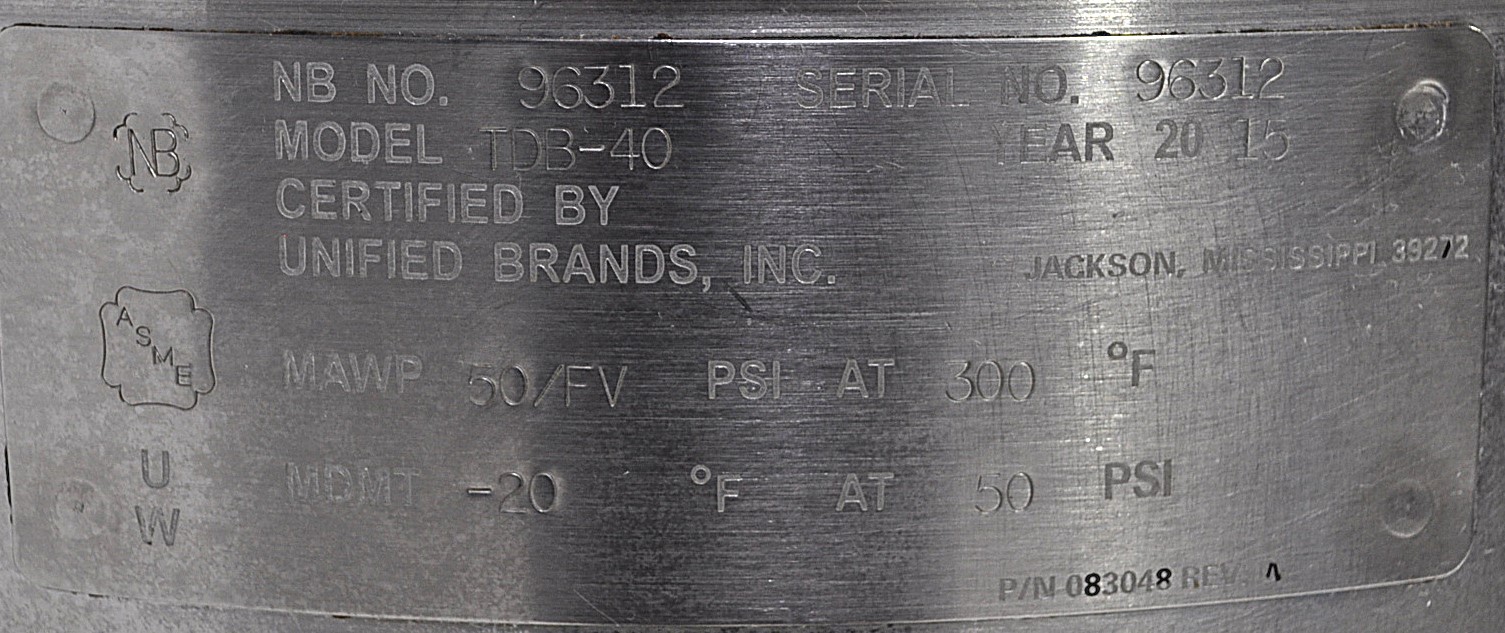 NB NO. 96312 SERIAL NO. 96312
NB
MODEL TDB-40 YEAR 20 15
CERTIFIED BY
UNIFIED BRANDS, INC. JACKSON, MISSISSIPPI 39272
ASME
MAWP 50/FV PSI AT 300 °F
U
MDMT -20 °F AT 50 PSI
W
P/N 083048 REV. A